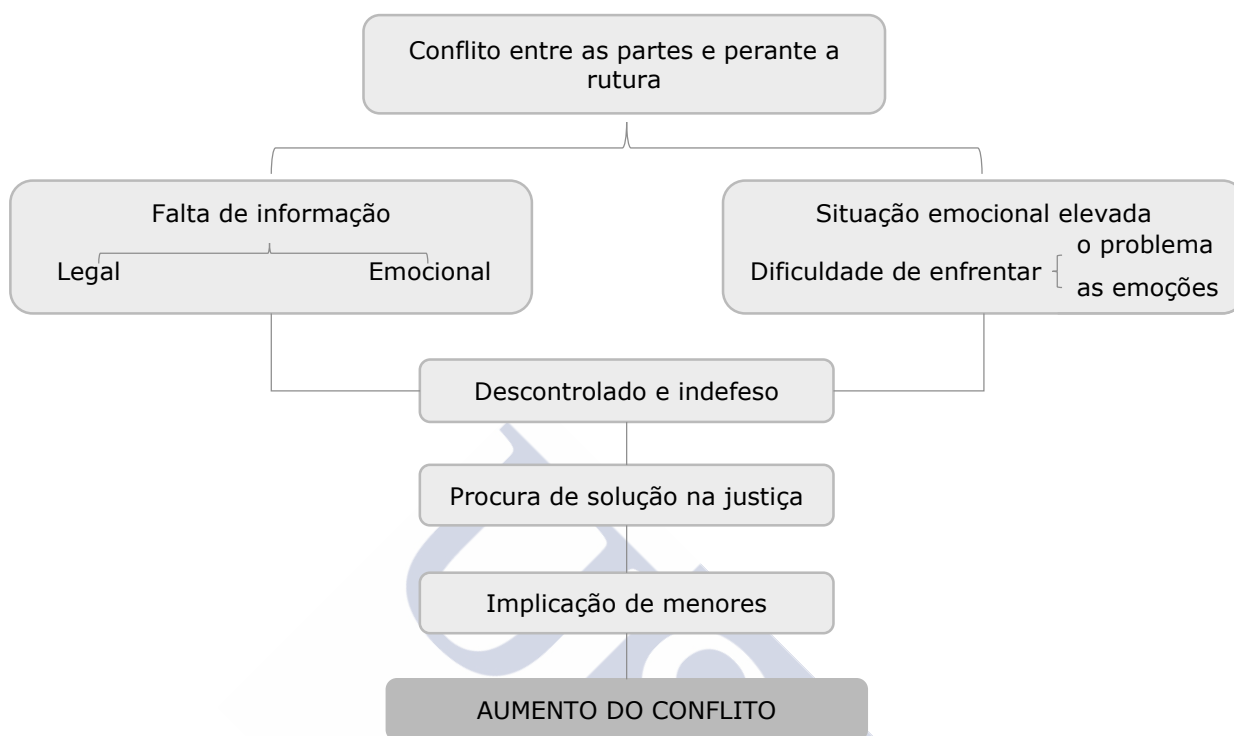 Conflito entre as partes e perante a
rutura
Falta de informação
Legal
Emocional
Situação emocional elevada
Dificuldade de enfrentar
o problema
as emoções
Descontrolado e indefeso
Procura de solução na justiça
Implicação de menores
AUMENTO DO CONFLITO